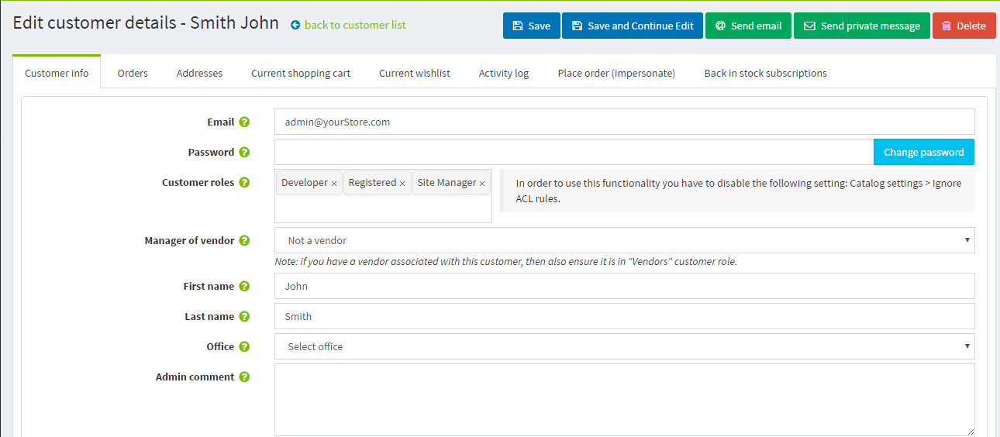 Edit customer details - Smith John back to customer list Save Save and Continue Edit @ Send email Send private message Delete
Customer info Orders Addresses Current shopping cart Current wishlist Activity log Place order (impersonate) Back in stock subscriptions
Email ? admin@yourStore.com
Password ? Change password
Customer roles ? Developer × Registered × Site Manager × In order to use this functionality you have to disable the following setting: Catalog settings > Ignore
ACL rules.
Manager of vendor ? Not a vendor
Note: if you have a vendor associated with this customer, then also ensure it is in "Vendors" customer role.
First name ? John
Last name ? Smith
Office ? Select office
Admin comment ?